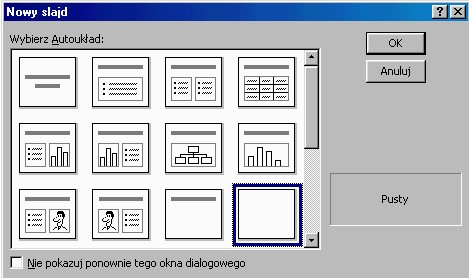 Nowy slajd
Wybierz Autoukład:
OK
Anuluj
Pusty
Nie pokazuj ponownie tego okna dialogowego